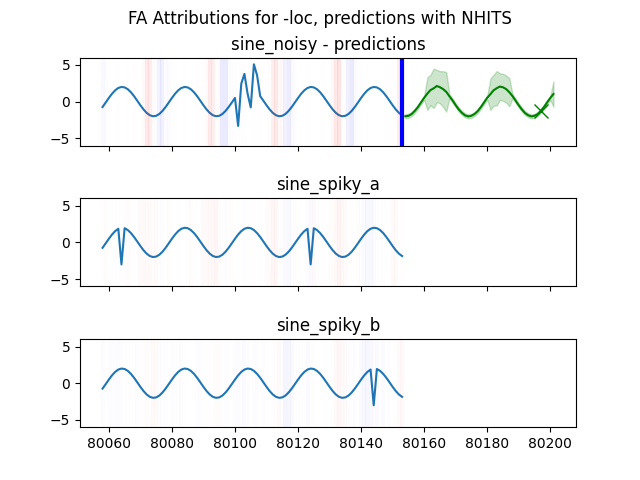 FA Attributions for -loc, predictions with NHITS
sine_noisy - predictions
5
0
−5
sine_spiky_a
5
0
−5
sine_spiky_b
5
0
−5
80060 80080 80100 80120 80140 80160 80180 80200